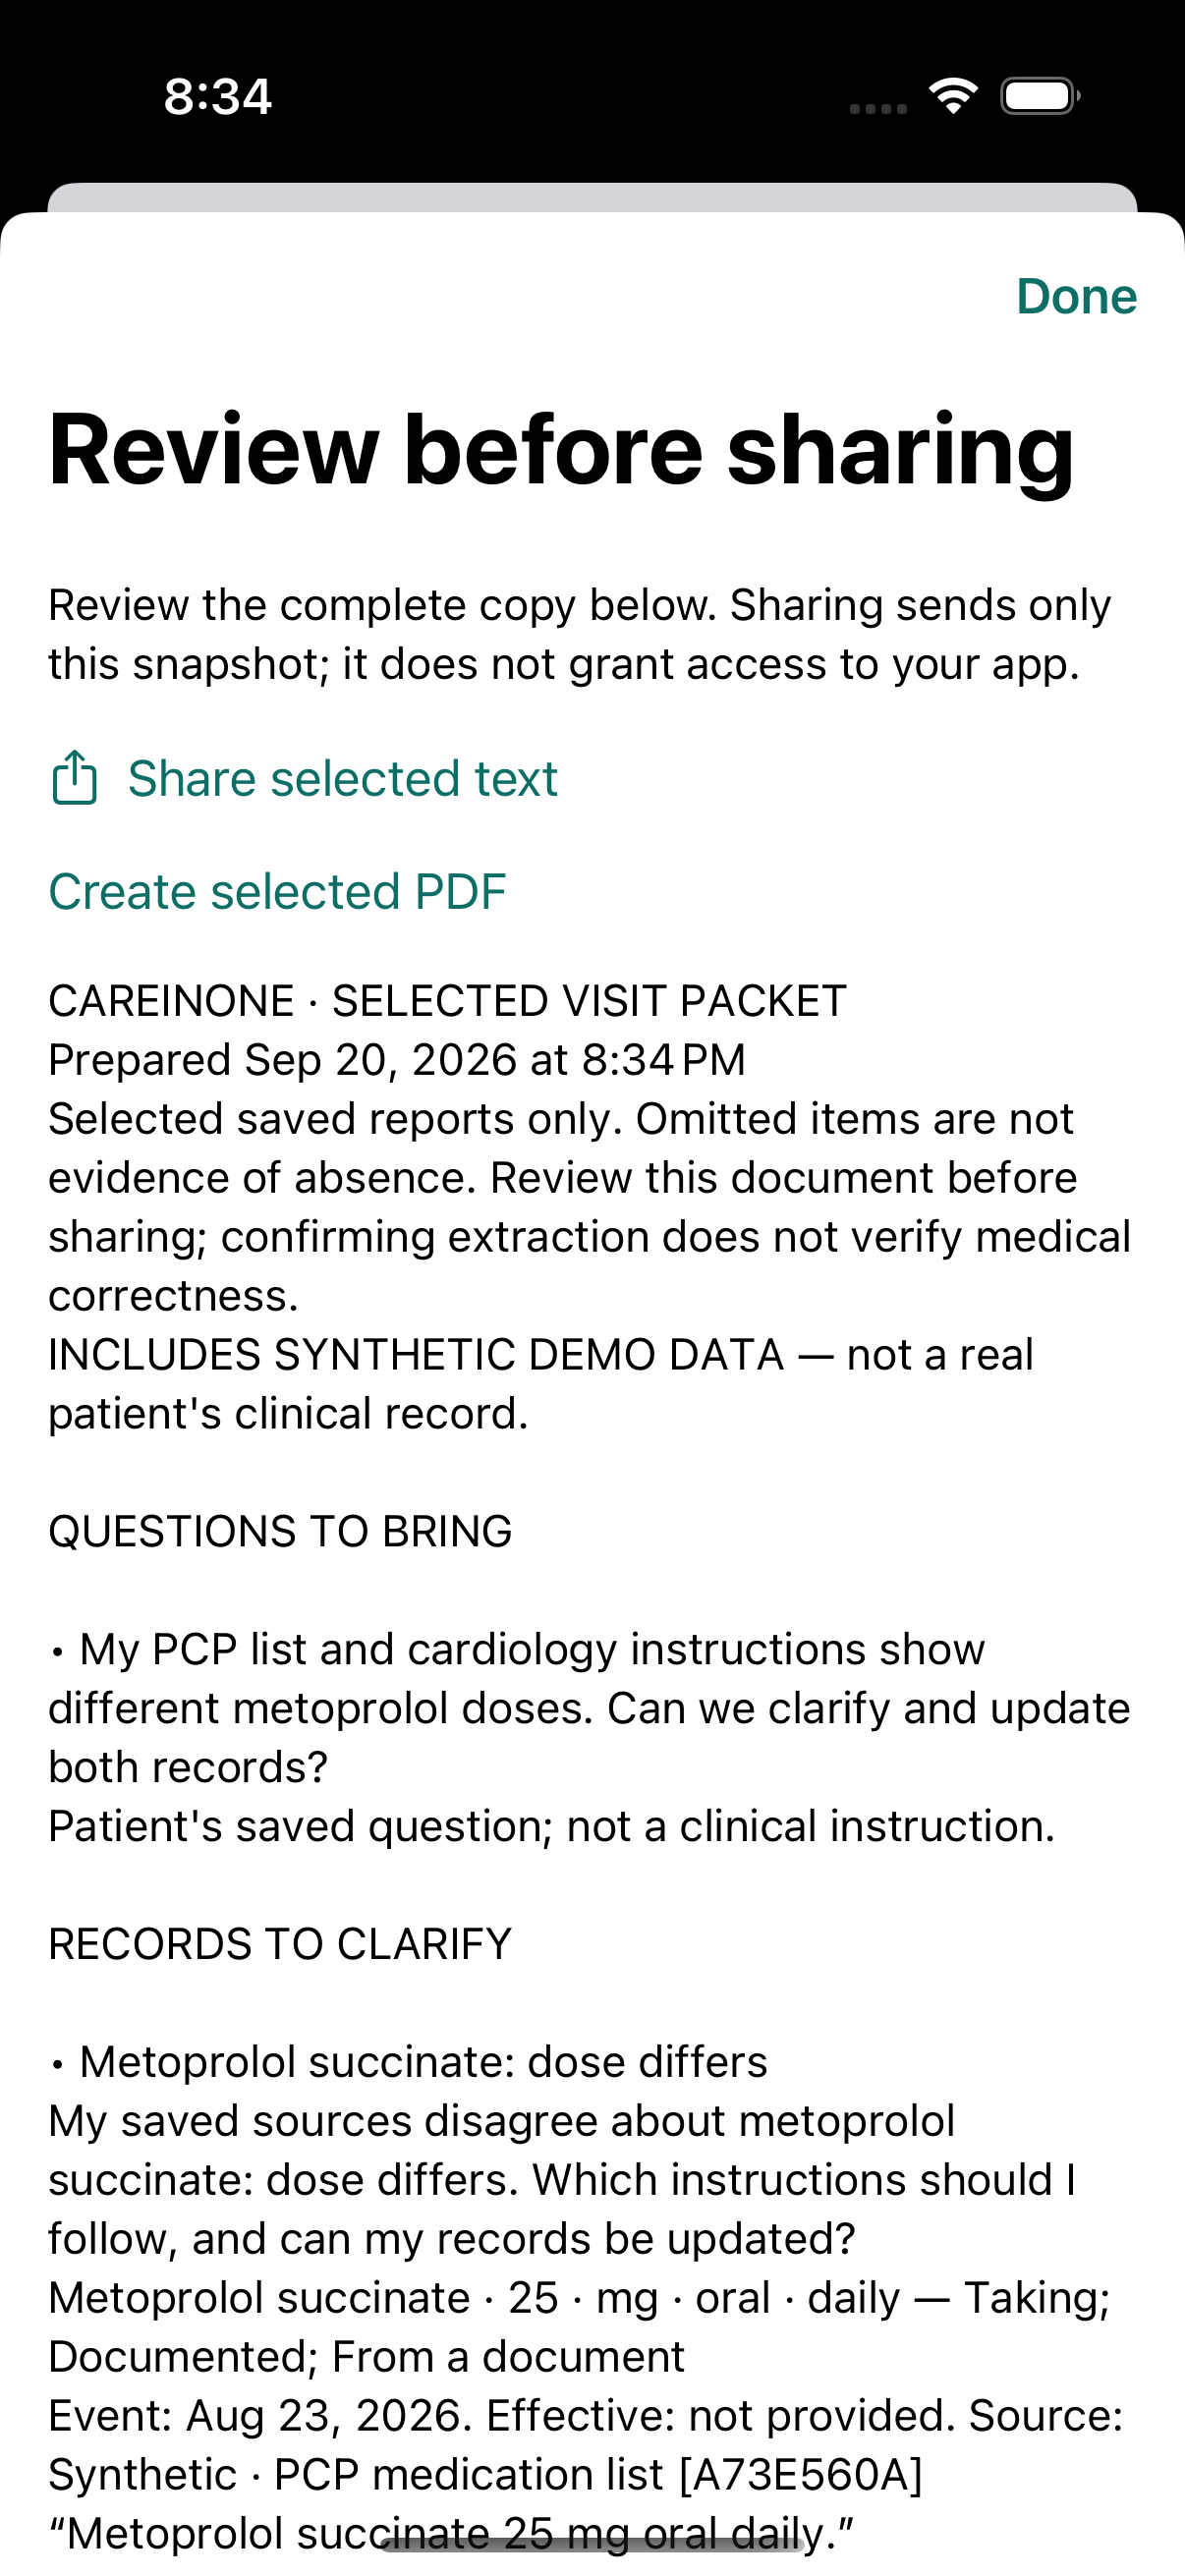 8:34
Done
Review before sharing
Review the complete copy below. Sharing sends only
this snapshot; it does not grant access to your app.
Share selected text
Create selected PDF
CAREINONE · SELECTED VISIT PACKET
Prepared Sep 20, 2026 at 8:34 PM
Selected saved reports only. Omitted items are not
evidence of absence. Review this document before
sharing; confirming extraction does not verify medical
correctness.
INCLUDES SYNTHETIC DEMO DATA — not a real
patient's clinical record.
QUESTIONS TO BRING
• My PCP list and cardiology instructions show
different metoprolol doses. Can we clarify and update
both records?
Patient's saved question; not a clinical instruction.
RECORDS TO CLARIFY
• Metoprolol succinate: dose differs
My saved sources disagree about metoprolol
succinate: dose differs. Which instructions should I
follow, and can my records be updated?
Metoprolol succinate · 25 · mg · oral · daily — Taking;
Documented; From a document
Event: Aug 23, 2026. Effective: not provided. Source:
Synthetic · PCP medication list [A73E560A]
“Metoprolol succinate 25 mg oral daily.”